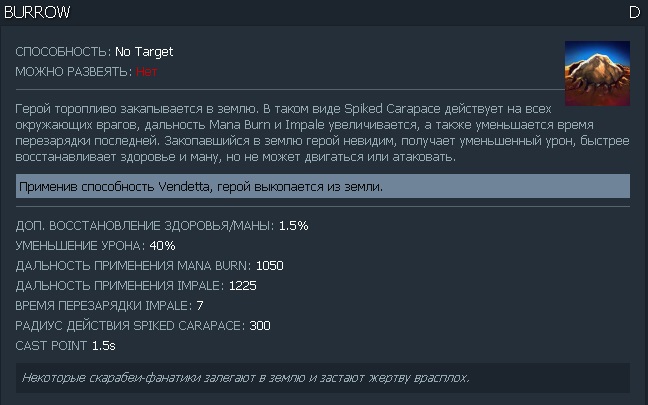 BURROW D
СПОСОБНОСТЬ: No Target
МОЖНО РАЗВЕЯТЬ: Нет
Герой торопливо закапывается в землю. В таком виде Spiked Carapace действует на всех
окружающих врагов, дальность Mana Burn и Impale увеличивается, а также уменьшается время
перезарядки последней. Закопавшийся в землю герой невидим, получает уменьшенный урон, быстрее
восстанавливает здоровье и ману, но не может двигаться или атаковать.
Применив способность Vendetta, герой выкопается из земли.
ДОП. ВОССТАНОВЛЕНИЕ ЗДОРОВЬЯ/МАНЫ: 1.5%
УМЕНЬШЕНИЕ УРОНА: 40%
ДАЛЬНОСТЬ ПРИМЕНЕНИЯ MANA BURN: 1050
ДАЛЬНОСТЬ ПРИМЕНЕНИЯ IMPALE: 1225
ВРЕМЯ ПЕРЕЗАРЯДКИ IMPALE: 7
РАДИУС ДЕЙСТВИЯ SPIKED CARAPACE: 300
CAST POINT 1.5s
Некоторые скарабеи-фанатики залегают в землю и застают жертву врасплох.